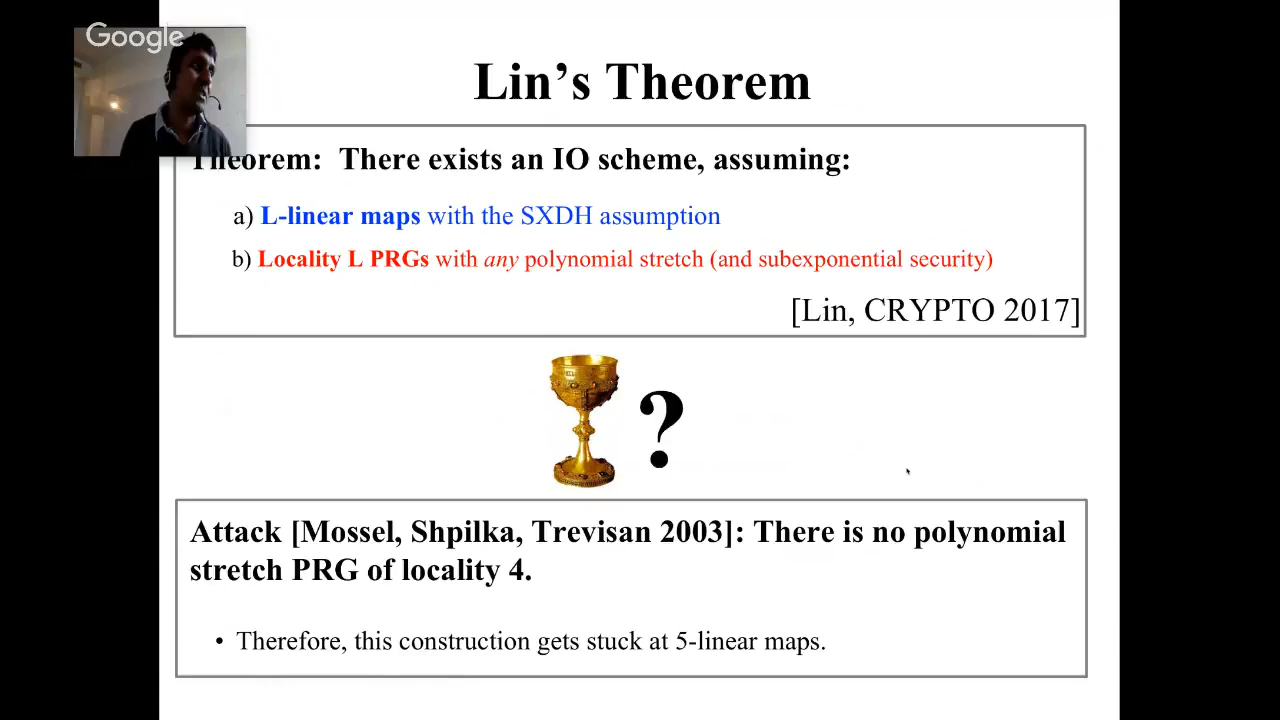 Google
Lin's Theorem
Theorem: There exists an IO scheme, assuming:
a) L-linear maps with the SXDH assumption
b) Locality L PRGs with any polynomial stretch (and subexponential security)
[Lin, CRYPTO 2017]
?
Attack [Mossel, Shpilka, Trevisan 2003]: There is no polynomial
stretch PRG of locality 4.
• Therefore, this construction gets stuck at 5-linear maps.